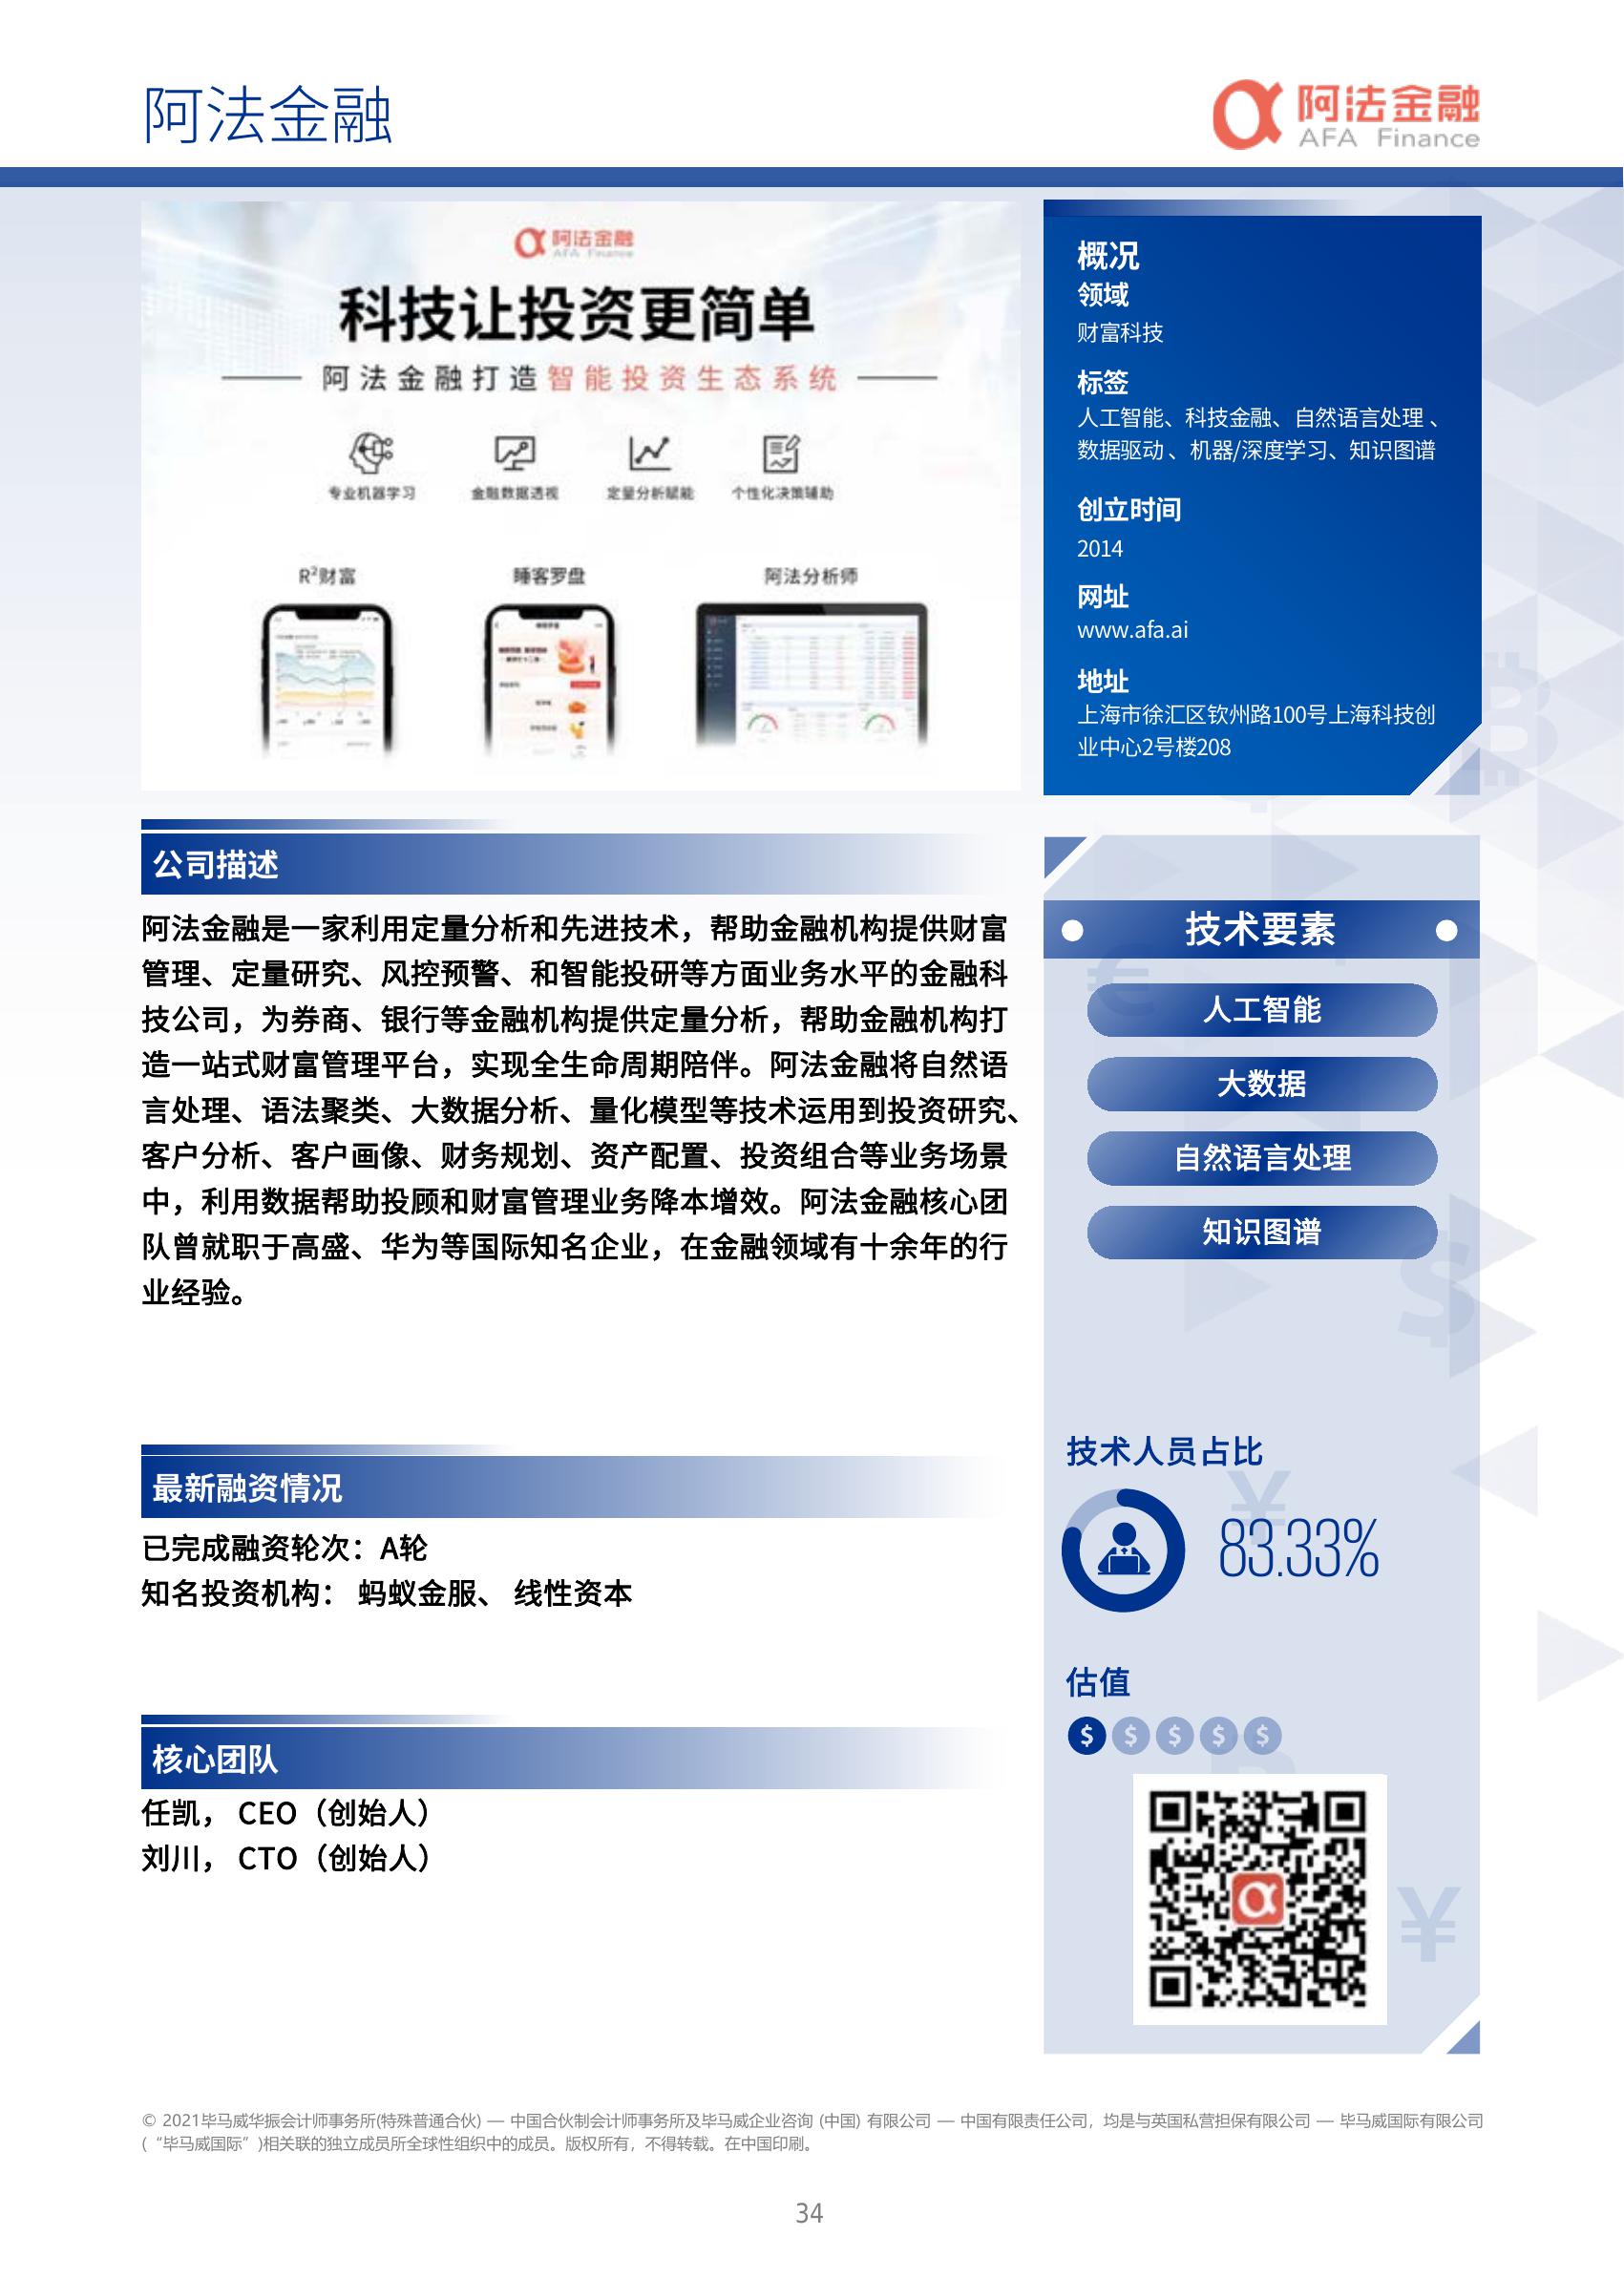 阿法金融
阿法金融
AFA Finance
阿法金融
AFA Finance
科技让投资更简单
阿法金融打造智能投资生态系统
专业机器学习
金融数据透视
定量分析赋能
个性化决策辅助
R²财富
睡客罗盘
阿法分析师
概况
领域
财富科技
标签
人工智能、科技金融、自然语言处理 、
数据驱动 、机器/深度学习、知识图谱
创立时间
2014
网址
www.afa.ai
地址
上海市徐汇区钦州路100号上海科技创
业中心2号楼208
公司描述
阿法金融是一家利用定量分析和先进技术，帮助金融机构提供财富
管理、定量研究、风控预警、和智能投研等方面业务水平的金融科
技公司，为券商、银行等金融机构提供定量分析，帮助金融机构打
造一站式财富管理平台，实现全生命周期陪伴。阿法金融将自然语
言处理、语法聚类、大数据分析、量化模型等技术运用到投资研究、
客户分析、客户画像、财务规划、资产配置、投资组合等业务场景
中，利用数据帮助投顾和财富管理业务降本增效。阿法金融核心团
队曾就职于高盛、华为等国际知名企业，在金融领域有十余年的行
业经验。
技术要素
人工智能
大数据
自然语言处理
知识图谱
技术人员占比
83.33%
估值
$ $ $ $ $
最新融资情况
已完成融资轮次：A轮
知名投资机构： 蚂蚁金服、 线性资本
核心团队
任凯， CEO（创始人）
刘川， CTO（创始人）
© 2021毕马威华振会计师事务所(特殊普通合伙) — 中国合伙制会计师事务所及毕马威企业咨询 (中国) 有限公司 — 中国有限责任公司，均是与英国私营担保有限公司 — 毕马威国际有限公司
(“毕马威国际”)相关联的独立成员所全球性组织中的成员。版权所有，不得转载。在中国印刷。
34